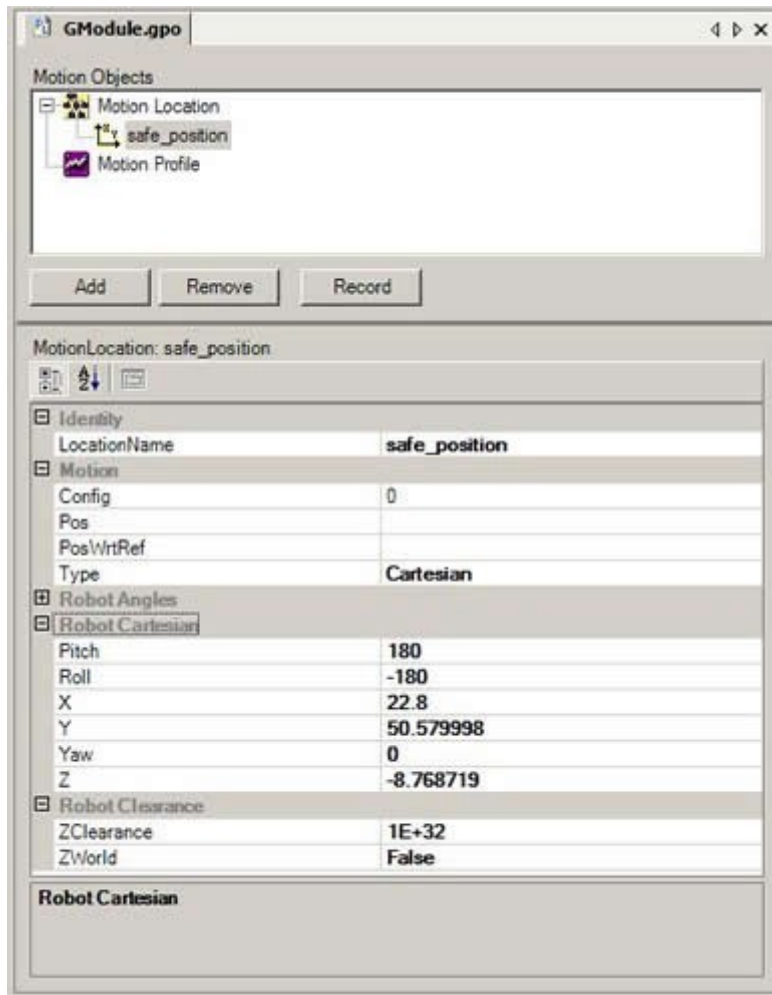 GModule.gpo
Motion Objects
Motion Location
safe_position
Motion Profile
Add Remove Record
MotionLocation: safe_position
Identity
LocationName safe_position
Motion
Config 0
Pos
PosWrtRef
Type Cartesian
Robot Angles
Robot Cartesian
Pitch 180
Roll -180
X 22.8
Y 50.579998
Yaw 0
Z -8.768719
Robot Clearance
ZClearance 1E+32
ZWorld False
Robot Cartesian